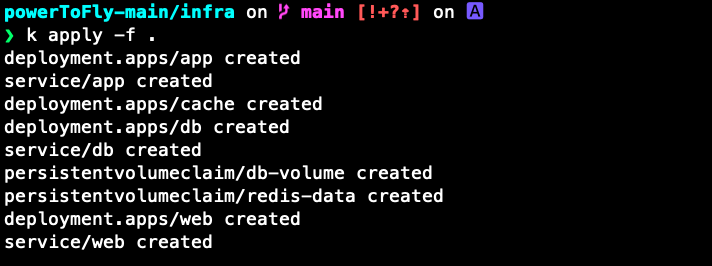 powerToFly-main/infra on main [!+?⇡] on A
❯ k apply -f .
deployment.apps/app created
service/app created
deployment.apps/cache created
deployment.apps/db created
service/db created
persistentvolumeclaim/db-volume created
persistentvolumeclaim/redis-data created
deployment.apps/web created
service/web created